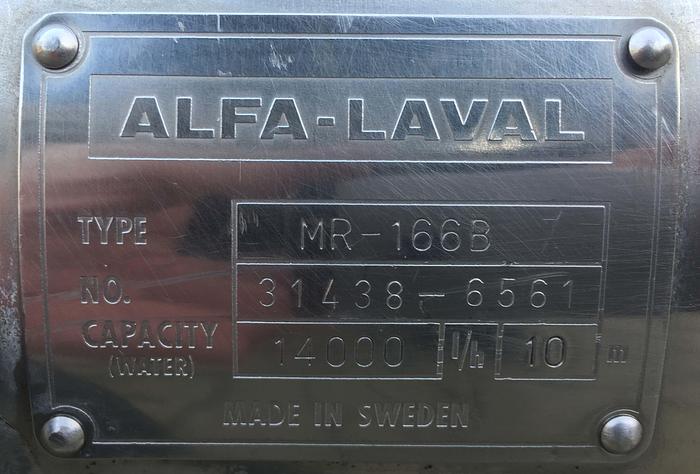 ALFA-LAVAL
TYPE MR-166B
NO. 31438-6561
CAPACITY 14000 l/h 10 m
(WATER)
MADE IN SWEDEN